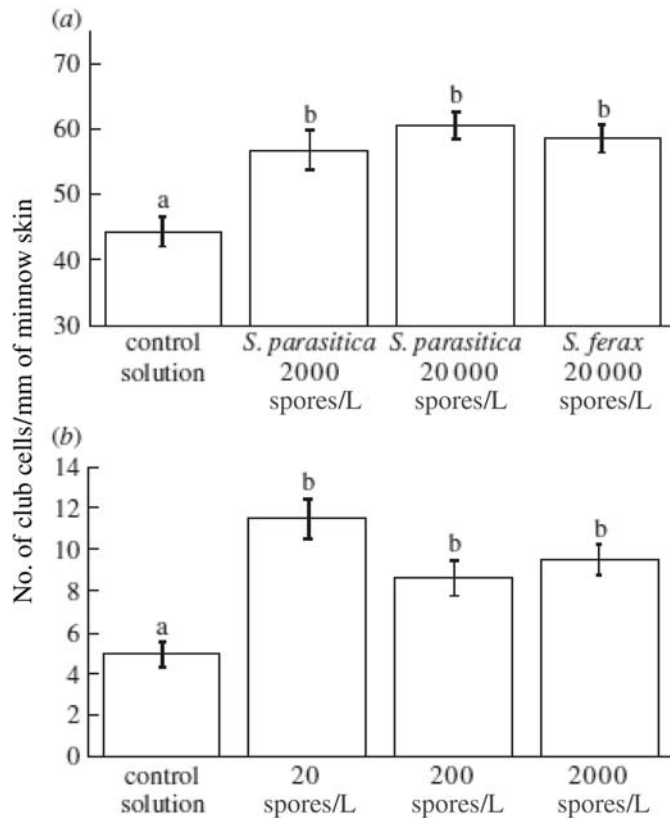 (a)
70
60
50
40
30
a
b
b
b
control solution
S. parasitica 2000 spores/L
S. parasitica 20 000 spores/L
S. ferax 20 000 spores/L
No. of club cells/mm of minnow skin
(b)
14
12
10
8
6
4
2
0
a
b
b
b
control solution
20 spores/L
200 spores/L
2000 spores/L